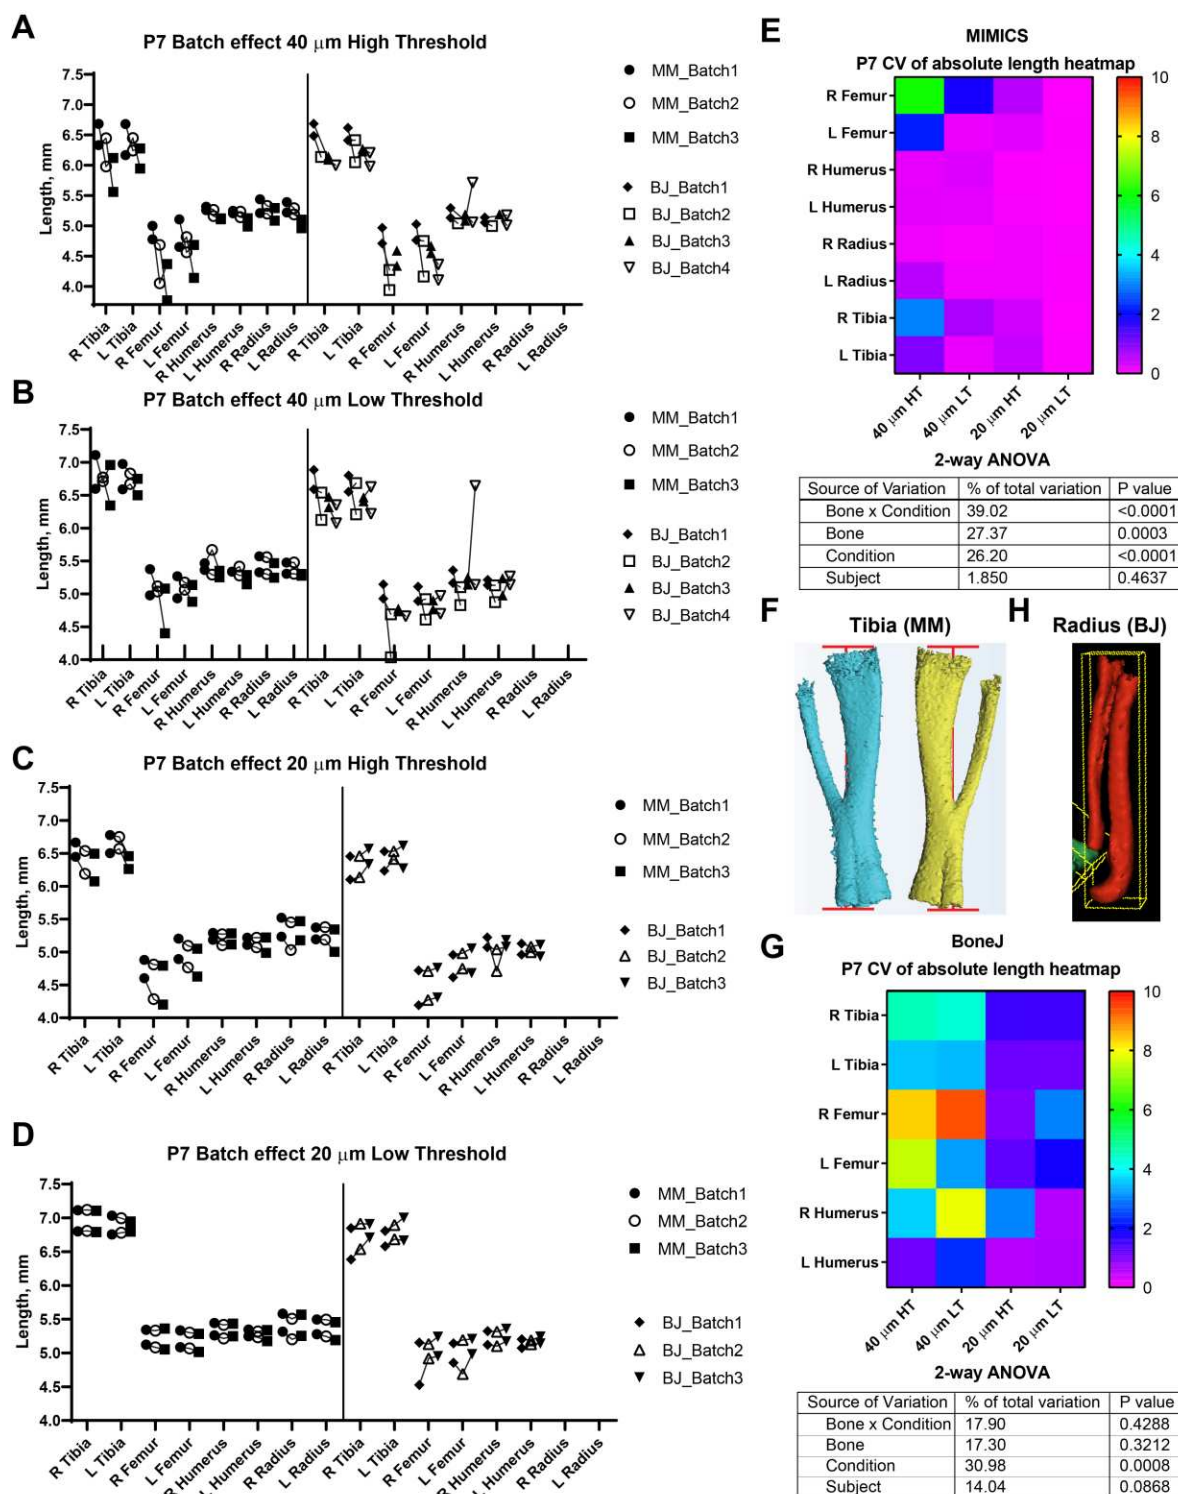 A
P7 Batch effect 40 μm High Threshold
Length, mm
7.5
7.0
6.5
6.0
5.5
5.0
4.5
4.0
R Tibia
L Tibia
R Femur
L Femur
R Humerus
L Humerus
R Radius
L Radius
R Tibia
L Tibia
R Femur
L Femur
R Humerus
L Humerus
R Radius
L Radius
MM_Batch1
MM_Batch2
MM_Batch3
BJ_Batch1
BJ_Batch2
BJ_Batch3
BJ_Batch4
B
P7 Batch effect 40 μm Low Threshold
Length, mm
7.5
7.0
6.5
6.0
5.5
5.0
4.5
4.0
R Tibia
L Tibia
R Femur
L Femur
R Humerus
L Humerus
R Radius
L Radius
R Tibia
L Tibia
R Femur
L Femur
R Humerus
L Humerus
R Radius
L Radius
MM_Batch1
MM_Batch2
MM_Batch3
BJ_Batch1
BJ_Batch2
BJ_Batch3
BJ_Batch4
C
P7 Batch effect 20 μm High Threshold
Length, mm
7.5
7.0
6.5
6.0
5.5
5.0
4.5
4.0
R Tibia
L Tibia
R Femur
L Femur
R Humerus
L Humerus
R Radius
L Radius
R Tibia
L Tibia
R Femur
L Femur
R Humerus
L Humerus
R Radius
L Radius
MM_Batch1
MM_Batch2
MM_Batch3
BJ_Batch1
BJ_Batch2
BJ_Batch3
D
P7 Batch effect 20 μm Low Threshold
Length, mm
7.5
7.0
6.5
6.0
5.5
5.0
4.5
4.0
R Tibia
L Tibia
R Femur
L Femur
R Humerus
L Humerus
R Radius
L Radius
R Tibia
L Tibia
R Femur
L Femur
R Humerus
L Humerus
R Radius
L Radius
MM_Batch1
MM_Batch2
MM_Batch3
BJ_Batch1
BJ_Batch2
BJ_Batch3
E
MIMICS
P7 CV of absolute length heatmap
R Femur
L Femur
R Humerus
L Humerus
R Radius
L Radius
R Tibia
L Tibia
40 μm HT
40 μm LT
20 μm HT
20 μm LT
10
8
6
4
2
0
2-way ANOVA
Source of Variation % of total variation P value
Bone x Condition 39.02 <0.0001
Bone 27.37 0.0003
Condition 26.20 <0.0001
Subject 1.850 0.4637
F
Tibia (MM)
H
Radius (BJ)
G
BoneJ
P7 CV of absolute length heatmap
R Tibia
L Tibia
R Femur
L Femur
R Humerus
L Humerus
40 μm HT
40 μm LT
20 μm HT
20 μm LT
10
8
6
4
2
0
2-way ANOVA
Source of Variation % of total variation P value
Bone x Condition 17.90 0.4288
Bone 17.30 0.3212
Condition 30.98 0.0008
Subject 14.04 0.0868